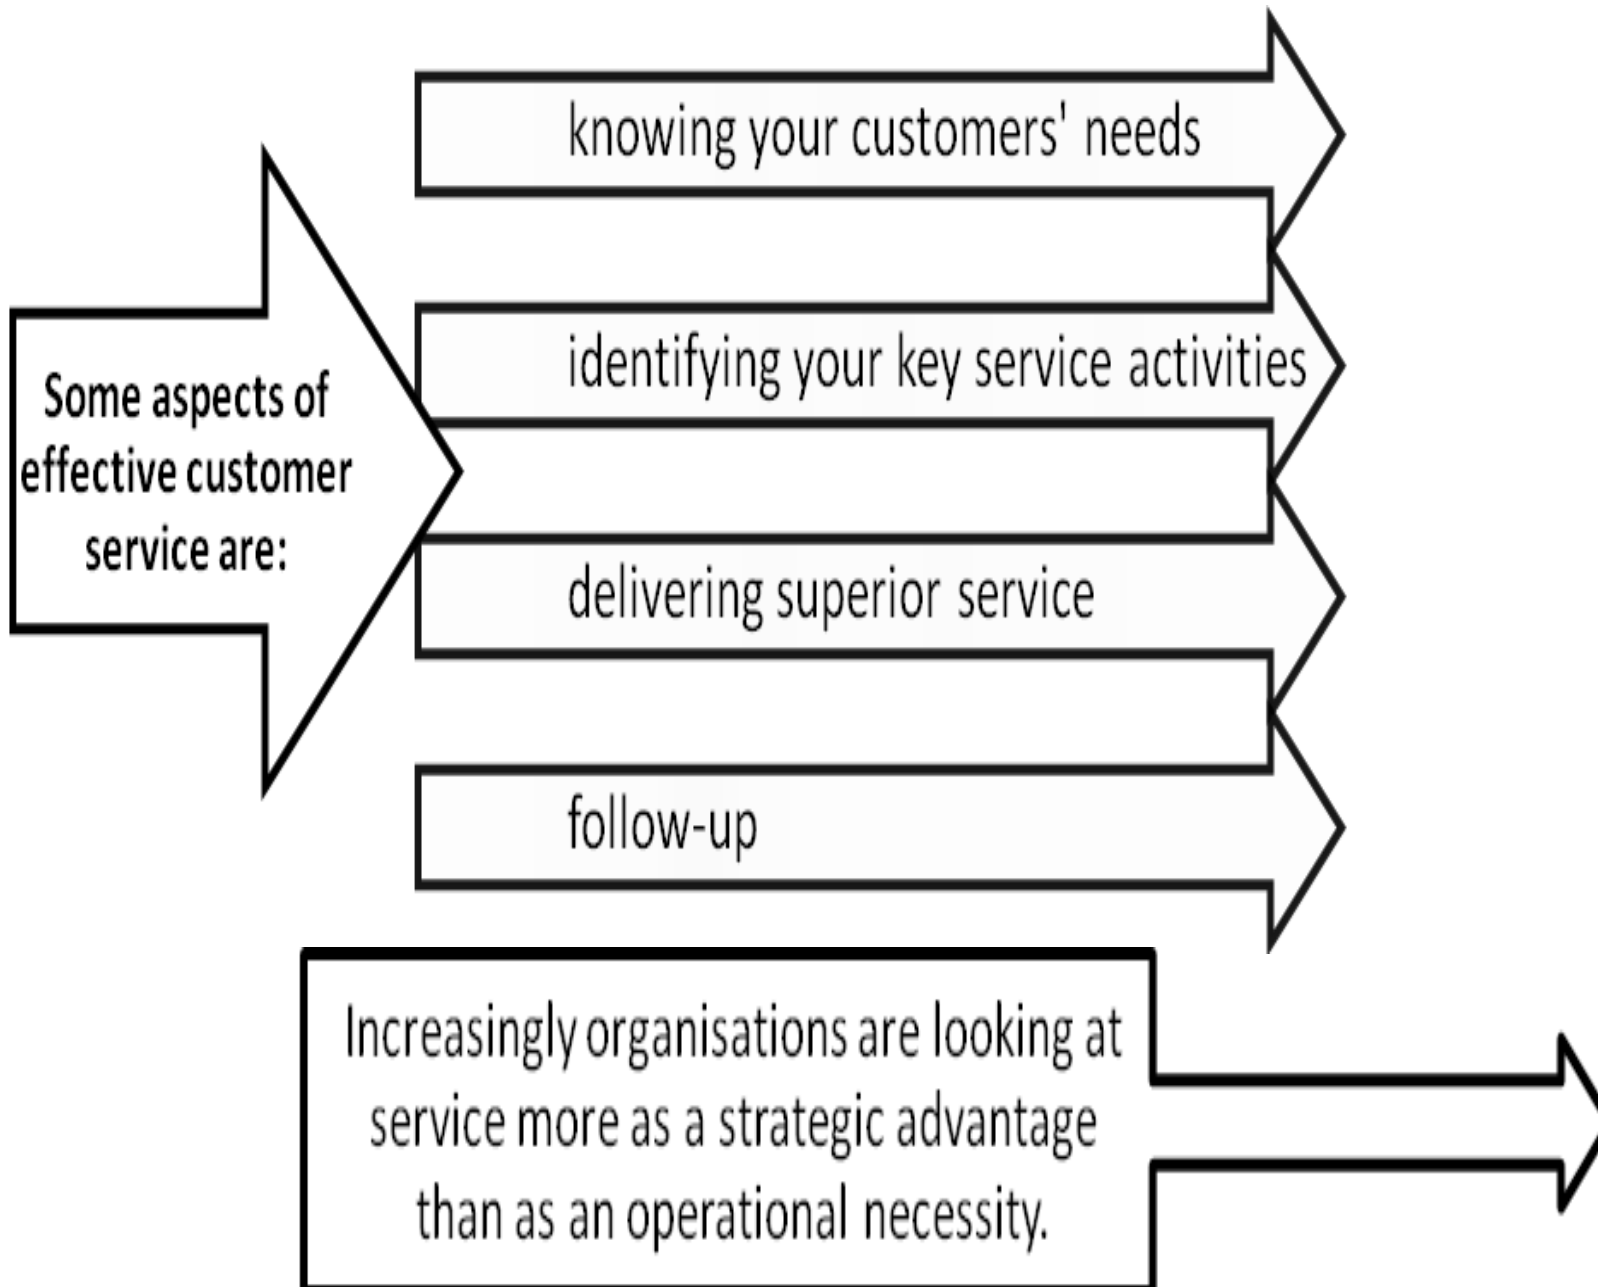 knowing your customers' needs
identifying your key service activities
Some aspects of
effective customer
service are:
delivering superior service
follow-up
Increasingly organisations are looking at
service more as a strategic advantage
than as an operational necessity.